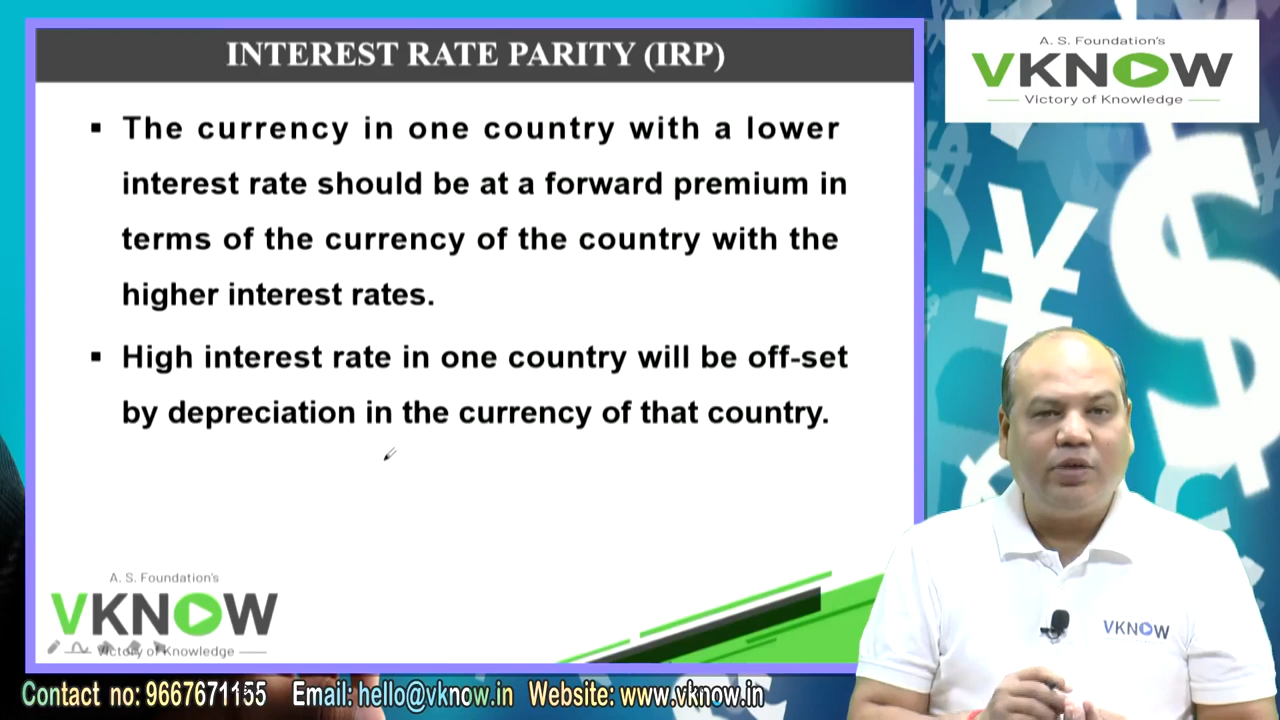 INTEREST RATE PARITY (IRP)
▪ The currency in one country with a lower
interest rate should be at a forward premium in
terms of the currency of the country with the
higher interest rates.
▪ High interest rate in one country will be off-set
by depreciation in the currency of that country.
A. S. Foundation's
VKNOW
Victory of Knowledge
A. S. Foundation's
VKNOW
Victory of Knowledge
VKNOW
Contact no: 9667671155 Email: hello@vknow.in Website: www.vknow.in